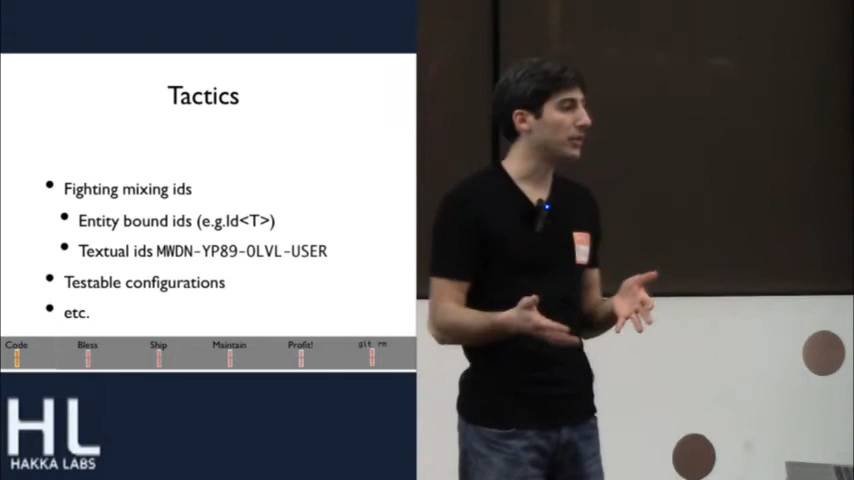 Tactics
Fighting mixing ids
Entity bound ids (e.g.Id<T>)
Textual ids MWDN-YP89-0LVL-USER
Testable configurations
etc.
Code Bless Ship Maintain Profit! git rm
HL
HAKKA LABS